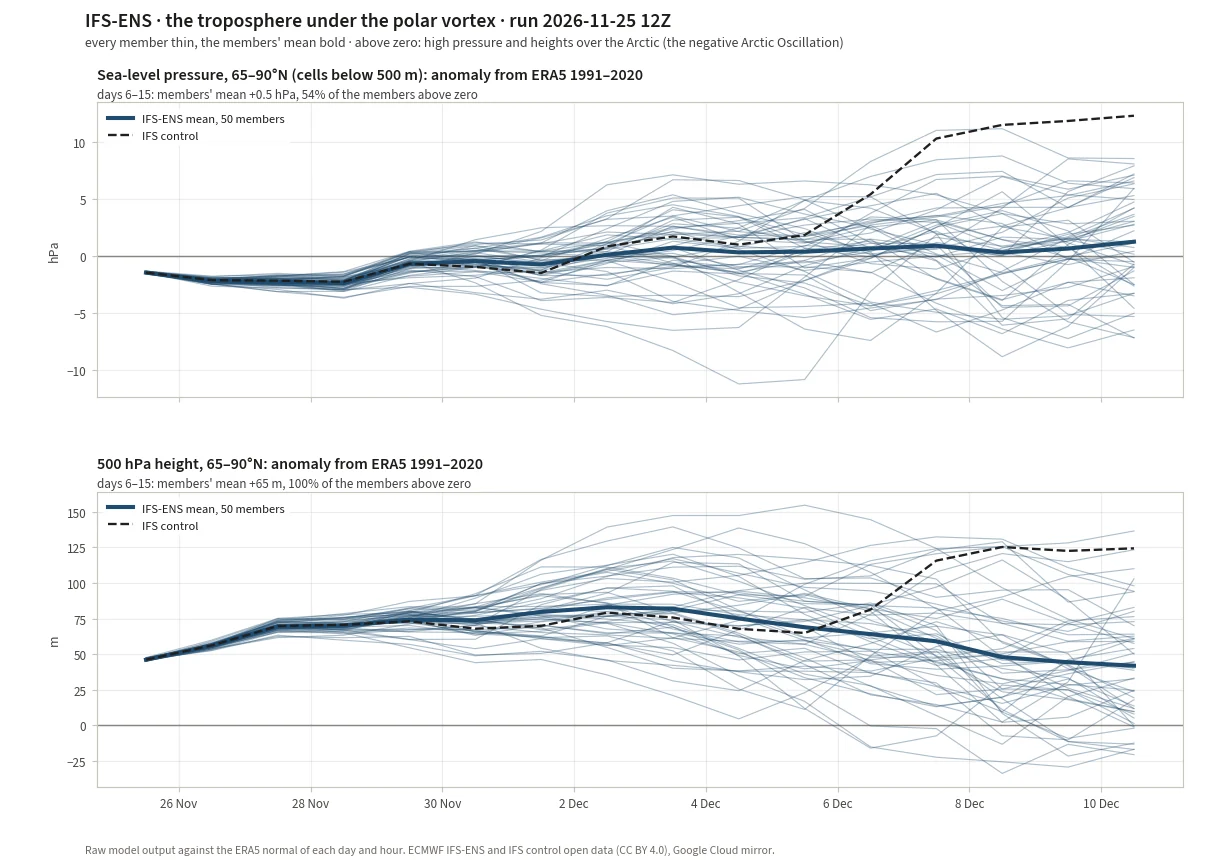 IFS-ENS · the troposphere under the polar vortex · run 2026-11-25 12Z
every member thin, the members' mean bold · above zero: high pressure and heights over the Arctic (the negative Arctic Oscillation)
Sea-level pressure, 65–90°N (cells below 500 m): anomaly from ERA5 1991–2020
days 6–15: members' mean +0.5 hPa, 54% of the members above zero
IFS-ENS mean, 50 members
IFS control
10
5
0
−5
−10
hPa
500 hPa height, 65–90°N: anomaly from ERA5 1991–2020
days 6–15: members' mean +65 m, 100% of the members above zero
IFS-ENS mean, 50 members
IFS control
150
125
100
75
50
25
0
−25
m
26 Nov
28 Nov
30 Nov
2 Dec
4 Dec
6 Dec
8 Dec
10 Dec
Raw model output against the ERA5 normal of each day and hour. ECMWF IFS-ENS and IFS control open data (CC BY 4.0), Google Cloud mirror.